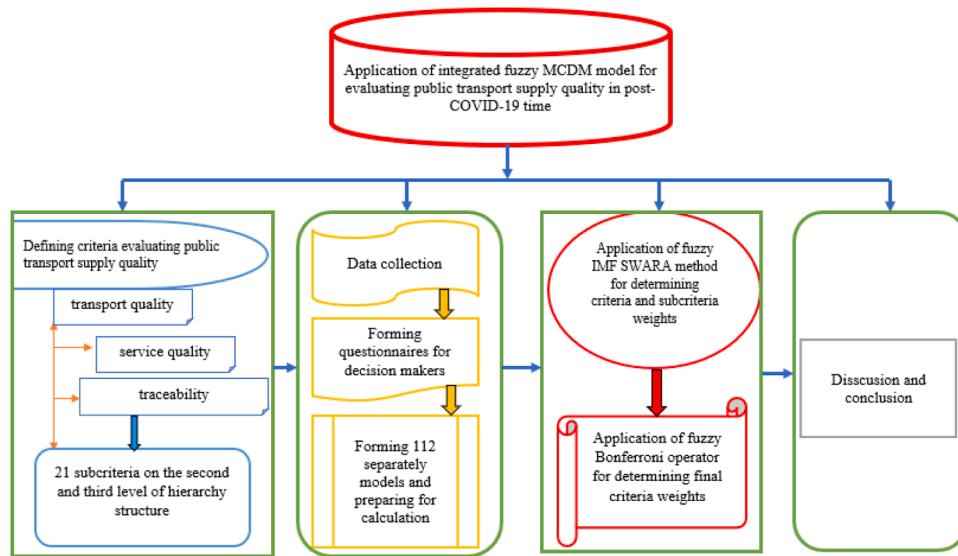 Application of integrated fuzzy MCDM model for
evaluating public transport supply quality in post-
COVID-19 time
Defining criteria evaluating public
transport supply quality
transport quality
service quality
traceability
21 subcriteria on the second
and third level of hierarchy
structure
Data collection
Forming
questionnaires for
decision makers
Forming 112
separately
models and
preparing for
calculation
Application of fuzzy
IMF SWARA method
for determining
criteria and subcriteria
weights
Application of fuzzy
Bonferroni operator
for determining final
criteria weights
Disscusion and
conclusion